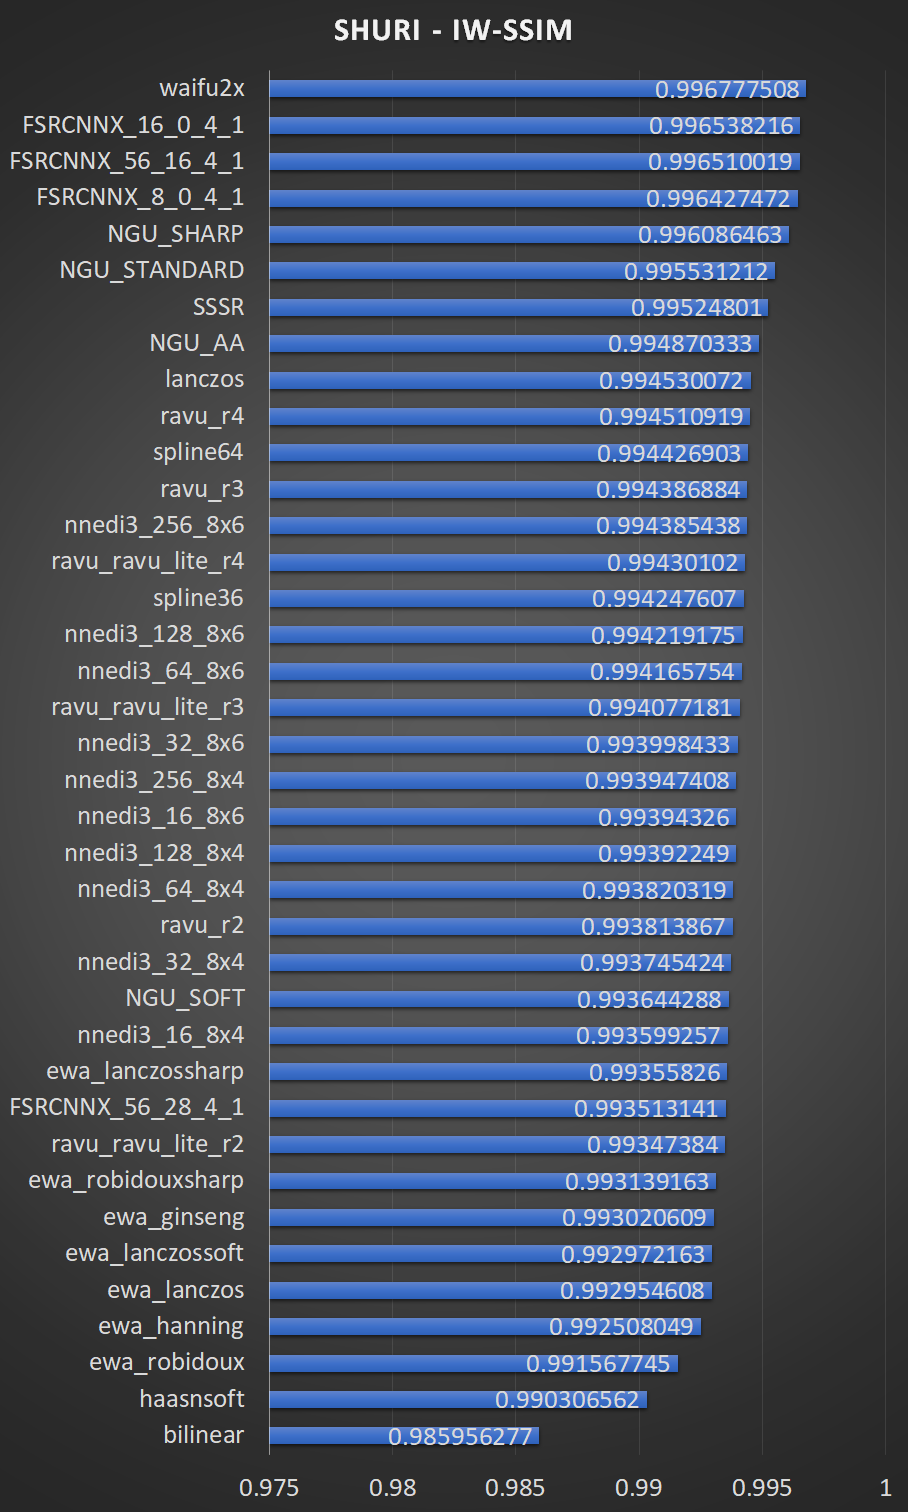 SHURI - IW-SSIM
waifu2x 0.996777508
FSRCNNX_16_0_4_1 0.996538216
FSRCNNX_56_16_4_1 0.996510019
FSRCNNX_8_0_4_1 0.996427472
NGU_SHARP 0.996086463
NGU_STANDARD 0.995531212
SSSR 0.99524801
NGU_AA 0.994870333
lanczos 0.994530072
ravu_r4 0.994510919
spline64 0.994426903
ravu_r3 0.994386884
nnedi3_256_8x6 0.994385438
ravu_ravu_lite_r4 0.99430102
spline36 0.994247607
nnedi3_128_8x6 0.994219175
nnedi3_64_8x6 0.994165754
ravu_ravu_lite_r3 0.994077181
nnedi3_32_8x6 0.993998433
nnedi3_256_8x4 0.993947408
nnedi3_16_8x6 0.99394326
nnedi3_128_8x4 0.99392249
nnedi3_64_8x4 0.993820319
ravu_r2 0.993813867
nnedi3_32_8x4 0.993745424
NGU_SOFT 0.993644288
nnedi3_16_8x4 0.993599257
ewa_lanczossharp 0.99355826
FSRCNNX_56_28_4_1 0.993513141
ravu_ravu_lite_r2 0.99347384
ewa_robidouxsharp 0.993139163
ewa_ginseng 0.993020609
ewa_lanczossoft 0.992972163
ewa_lanczos 0.992954608
ewa_hanning 0.992508049
ewa_robidoux 0.991567745
haasnsoft 0.990306562
bilinear 0.985956277
0.975 0.98 0.985 0.99 0.995 1